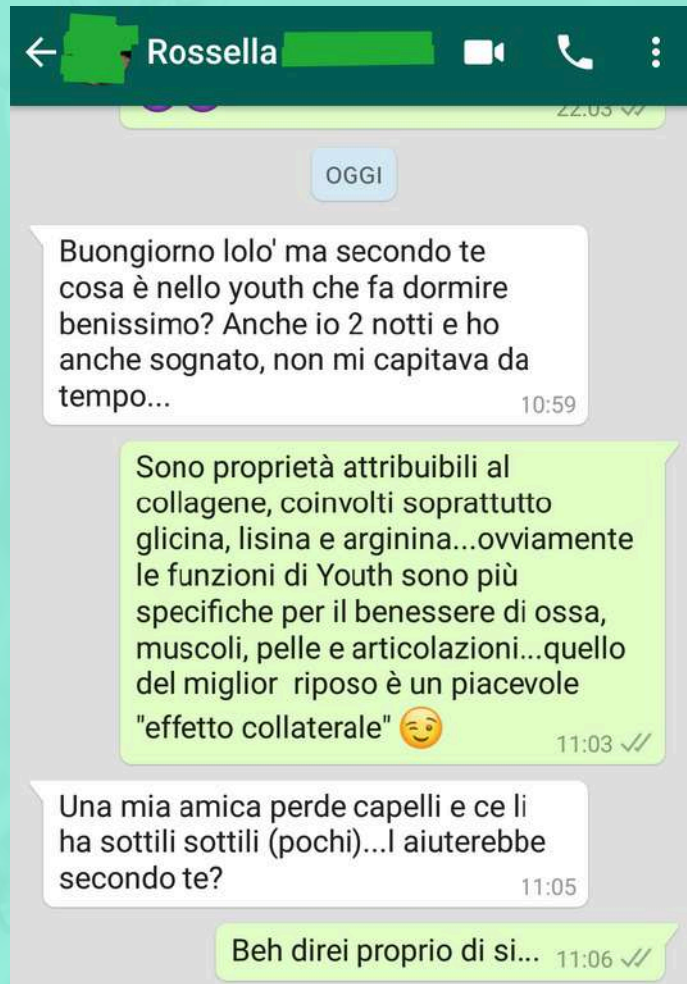 Rossella
22:03
OGGI
Buongiorno lolo' ma secondo te
cosa è nello youth che fa dormire
benissimo? Anche io 2 notti e ho
anche sognato, non mi capitava da
tempo...
10:59
Sono proprietà attribuibili al
collagene, coinvolti soprattutto
glicina, lisina e arginina...ovviamente
le funzioni di Youth sono più
specifiche per il benessere di ossa,
muscoli, pelle e articolazioni...quello
del miglior riposo è un piacevole
"effetto collaterale" 😉
11:03
Una mia amica perde capelli e ce li
ha sottili sottili (pochi)...l aiuterebbe
secondo te?
11:05
Beh direi proprio di si... 11:06